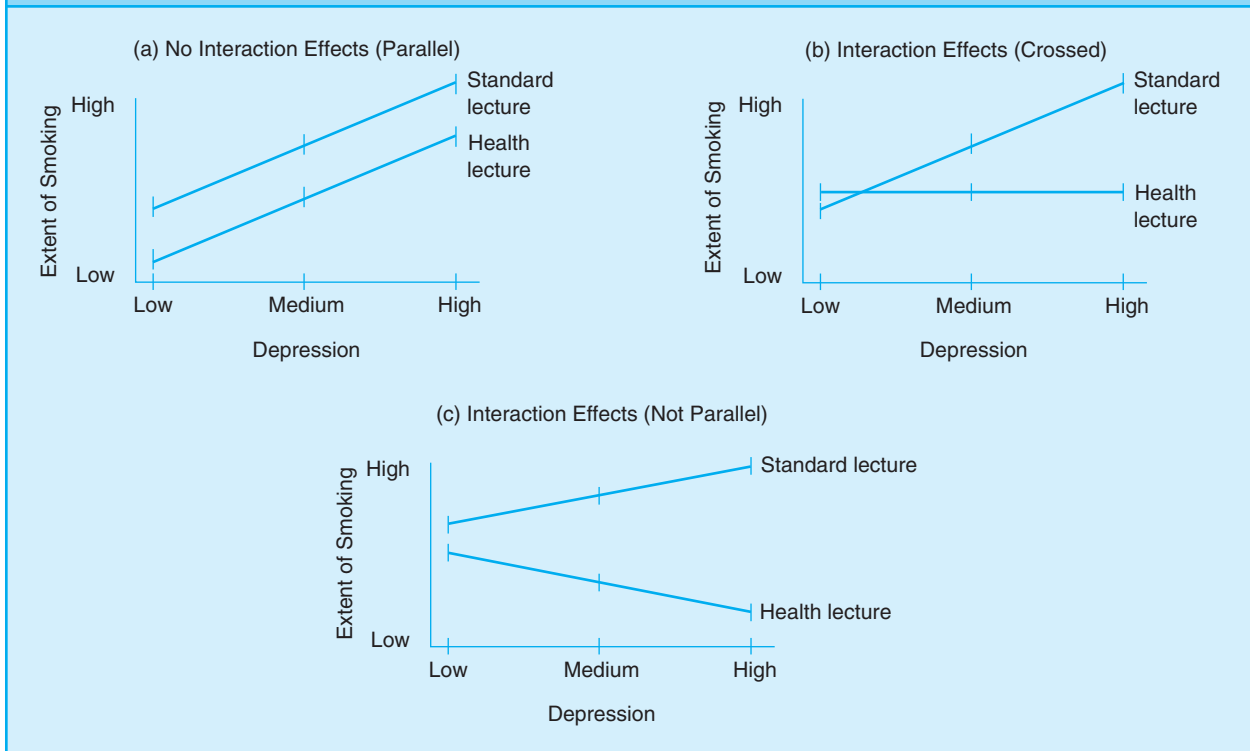 (a) No Interaction Effects (Parallel)
High
Extent of Smoking
Low
Standard
lecture
Health
lecture
Low Medium High
Depression
(b) Interaction Effects (Crossed)
High
Extent of Smoking
Low
Standard
lecture
Health
lecture
Low Medium High
Depression
(c) Interaction Effects (Not Parallel)
High
Extent of Smoking
Low
Standard lecture
Health lecture
Low Medium High
Depression